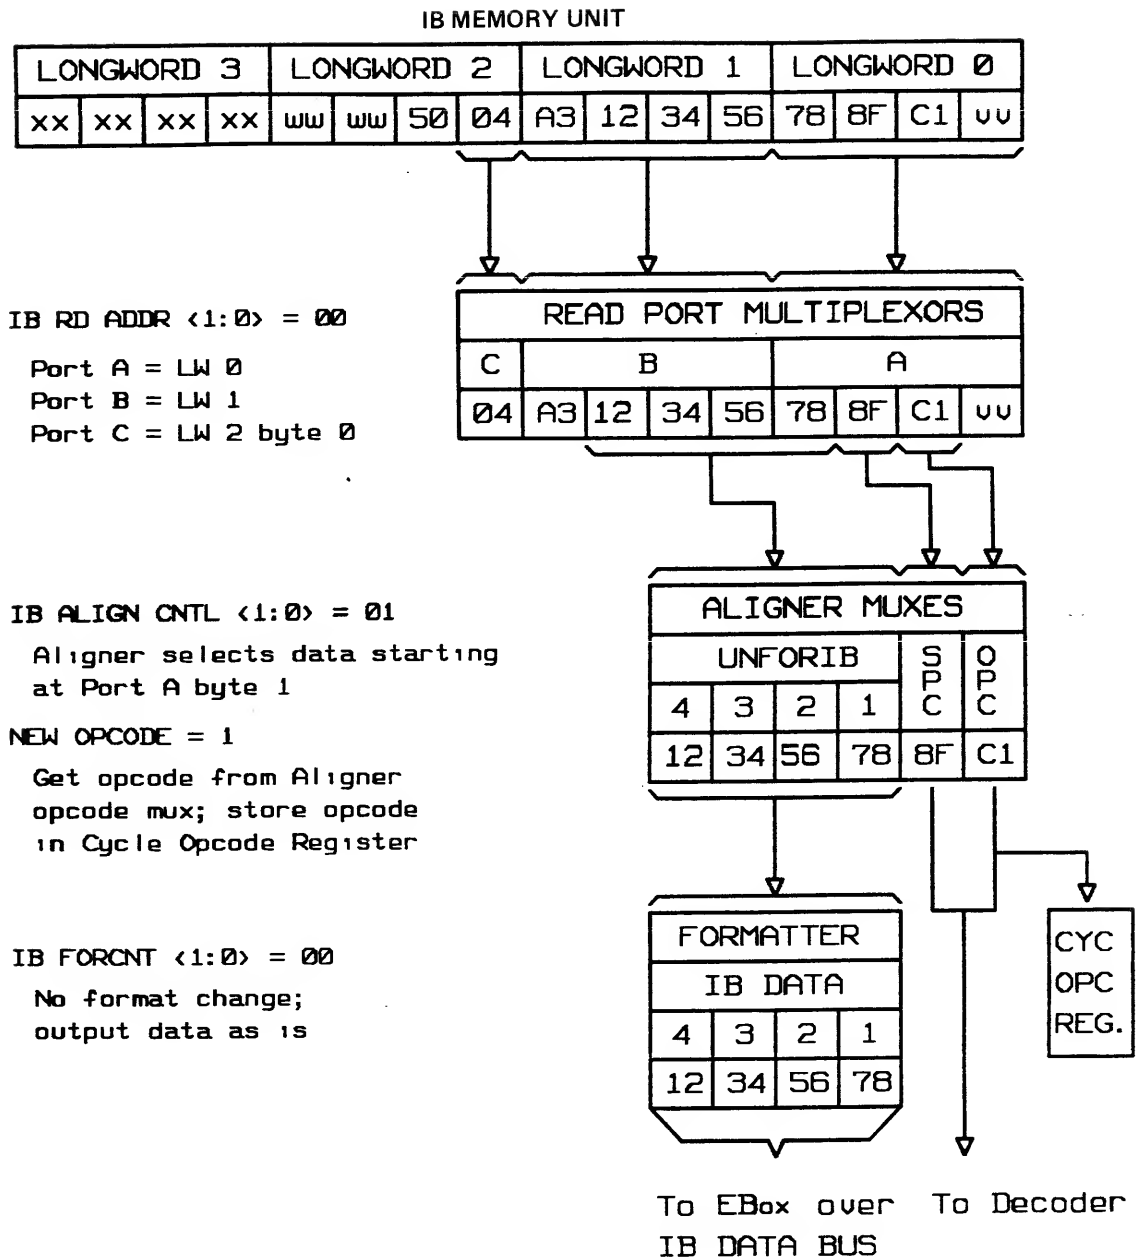 IB MEMORY UNIT
LONGWORD 3 LONGWORD 2 LONGWORD 1 LONGWORD 0
xx xx xx xx ww ww 50 04 A3 12 34 56 78 8F C1 vv
READ PORT MULTIPLEXORS
C B A
04 A3 12 34 56 78 8F C1 vv
IB RD ADDR <1:0> = 00
Port A = LW 0
Port B = LW 1
Port C = LW 2 byte 0
ALIGNER MUXES
UNFORIB SPC OPC
4 3 2 1
12 34 56 78 8F C1
IB ALIGN CNTL <1:0> = 01
Aligner selects data starting
at Port A byte 1
NEW OPCODE = 1
Get opcode from Aligner
opcode mux; store opcode
in Cycle Opcode Register
IB FORCNT <1:0> = 00
No format change;
output data as is
FORMATTER
IB DATA
4 3 2 1
12 34 56 78
CYC
OPC
REG.
To EBox over
IB DATA BUS
To Decoder